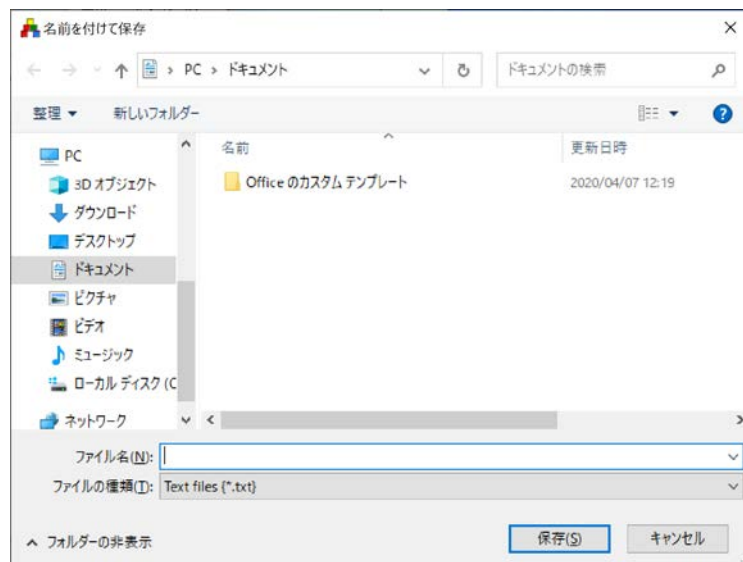 名前を付けて保存
PC › ドキュメント
ドキュメントの検索
整理 新しいフォルダー
名前 更新日時
PC
3D オブジェクト
ダウンロード
デスクトップ
ドキュメント
ピクチャ
ビデオ
ミュージック
ローカル ディスク (C
ネットワーク
Office のカスタム テンプレート 2020/04/07 12:19
ファイル名(N):
ファイルの種類(T): Text files {*.txt}
フォルダーの非表示 保存(S) キャンセル